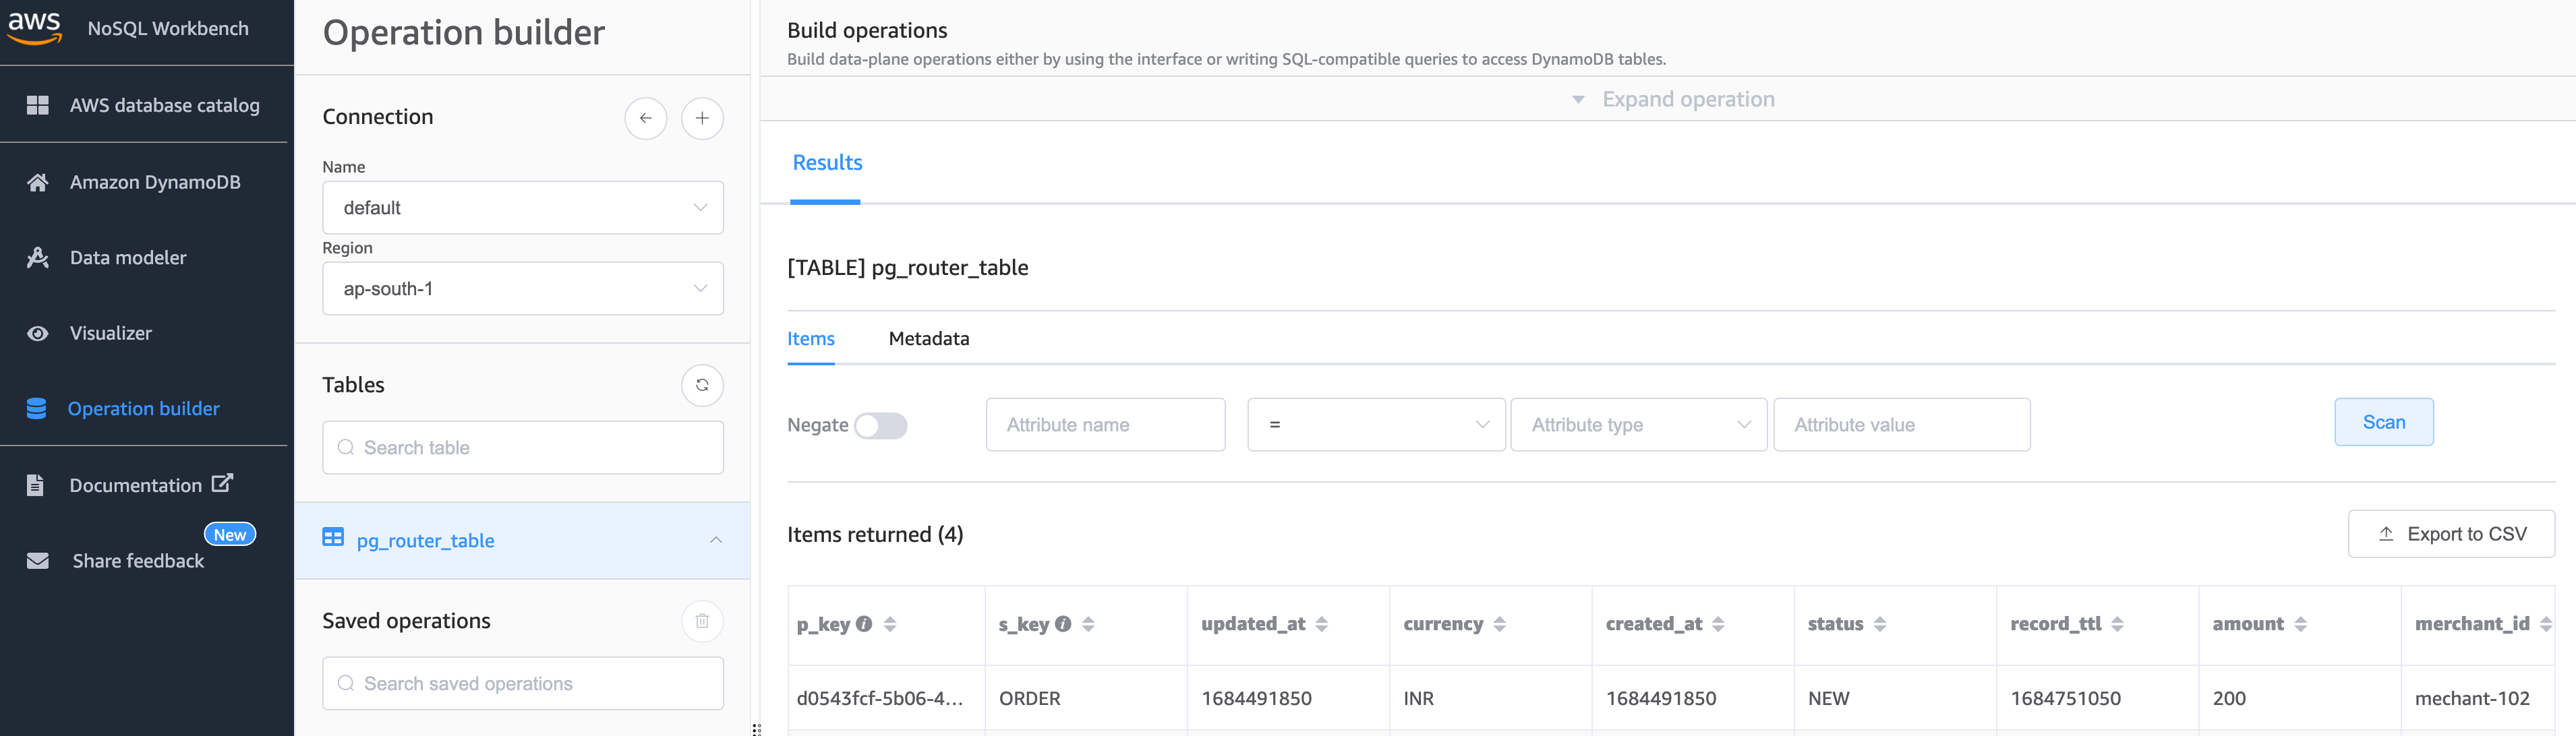 aws
NoSQL Workbench
AWS database catalog
Amazon DynamoDB
Data modeler
Visualizer
Operation builder
Documentation
New
Share feedback
Operation builder
Connection
Name
default
Region
ap-south-1
Tables
Search table
pg_router_table
Saved operations
Search saved operations
Build operations
Build data-plane operations either by using the interface or writing SQL-compatible queries to access DynamoDB tables.
Expand operation
Results
[TABLE] pg_router_table
Items Metadata
Negate Attribute name = Attribute type Attribute value Scan
Items returned (4) Export to CSV
p_key s_key updated_at currency created_at status record_ttl amount merchant_id
d0543fcf-5b06-4... ORDER 1684491850 INR 1684491850 NEW 1684751050 200 mechant-102